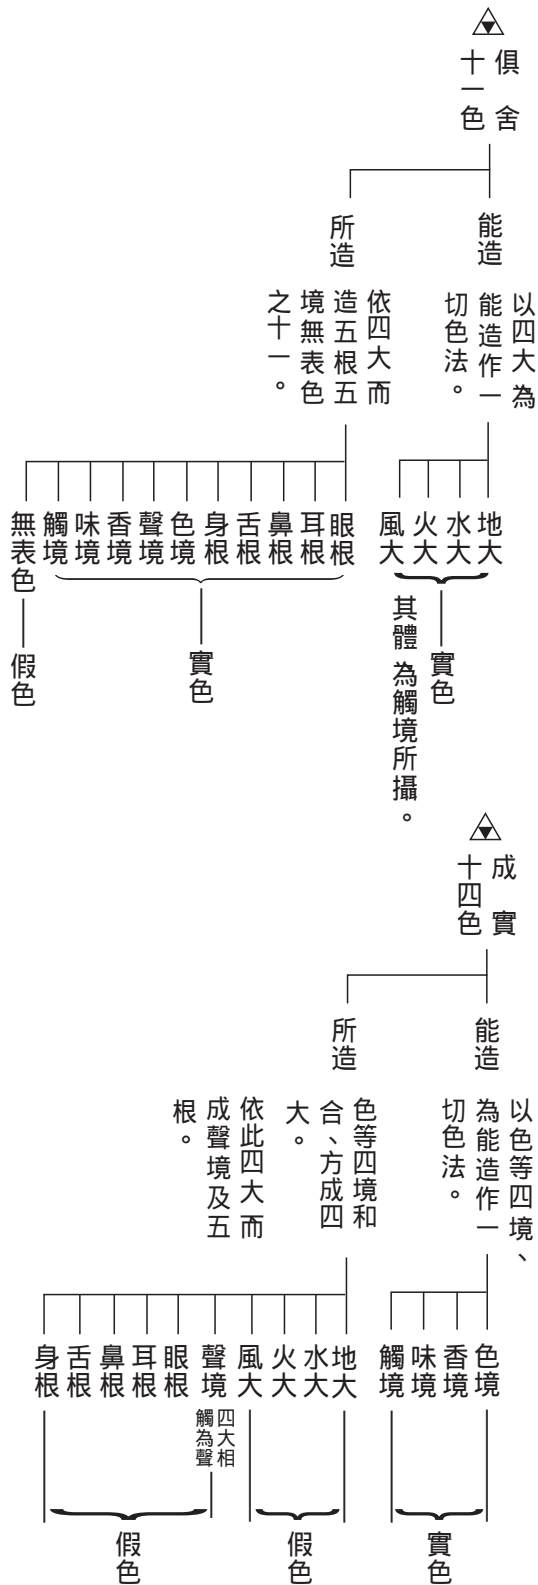 俱舍
十一色
能造
以四大為
能造作一
切色法。
地大
水大
火大
風大
實色
其體為觸境所攝。
所造
依四大而
造五根五
境無表色
之十一。
眼根
耳根
鼻根
舌根
身根
色境
聲境
香境
味境
觸境
實色
無表色
假色
成實
十四色
能造
以色等四境、
為能造作一
切色法。
色境
香境
味境
觸境
實色
所造
色等四境和
合、方成四
大。
依此四大而
成聲境及五
根。
地大
水大
火大
風大
假色
聲境
四大相
觸為聲
眼根
耳根
鼻根
舌根
身根
假色